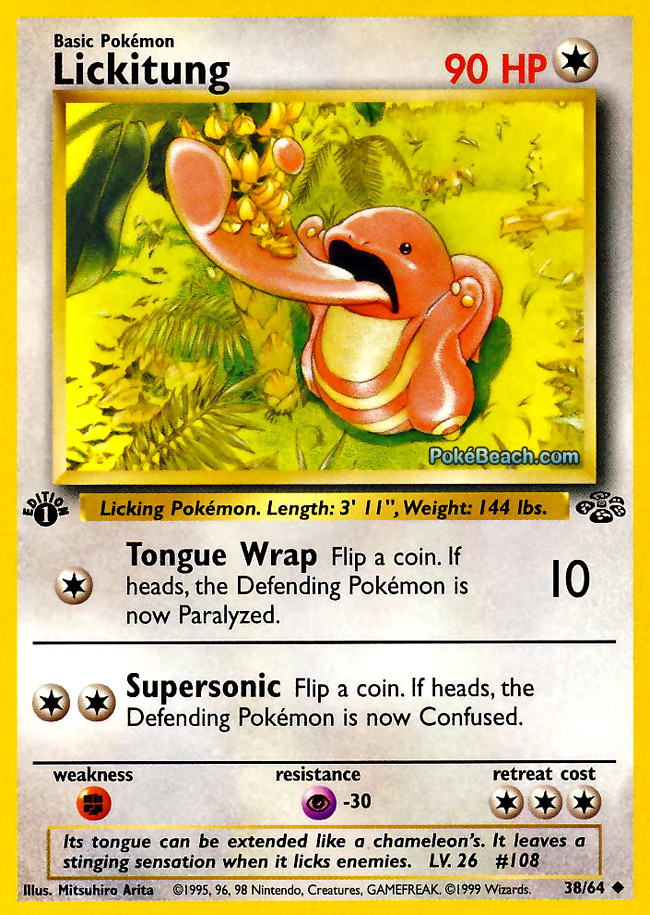 Basic Pokémon
Lickitung 90 HP
PokéBeach.com
EDITION 1
Licking Pokémon. Length: 3' 11", Weight: 144 lbs.
Tongue Wrap Flip a coin. If
heads, the Defending Pokémon is
now Paralyzed.
10
Supersonic Flip a coin. If heads, the
Defending Pokémon is now Confused.
weakness resistance retreat cost
-30
Its tongue can be extended like a chameleon's. It leaves a
stinging sensation when it licks enemies. LV. 26 #108
Illus. Mitsuhiro Arita ©1995, 96, 98 Nintendo, Creatures, GAMEFREAK. ©1999 Wizards. 38/64